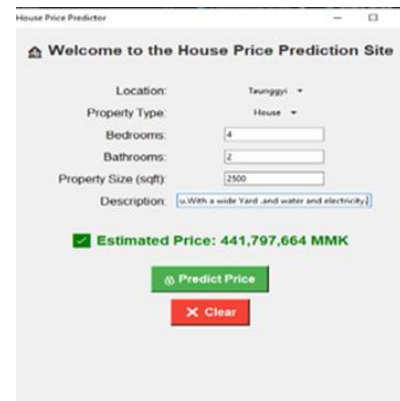 House Price Predictor
Welcome to the House Price Prediction Site
Location: Taunggyi
Property Type: House
Bedrooms: 4
Bathrooms: 2
Property Size (sqft): 2500
Description: u.With a wide Yard .and water and electricity.
Estimated Price: 441,797,664 MMK
Predict Price
Clear